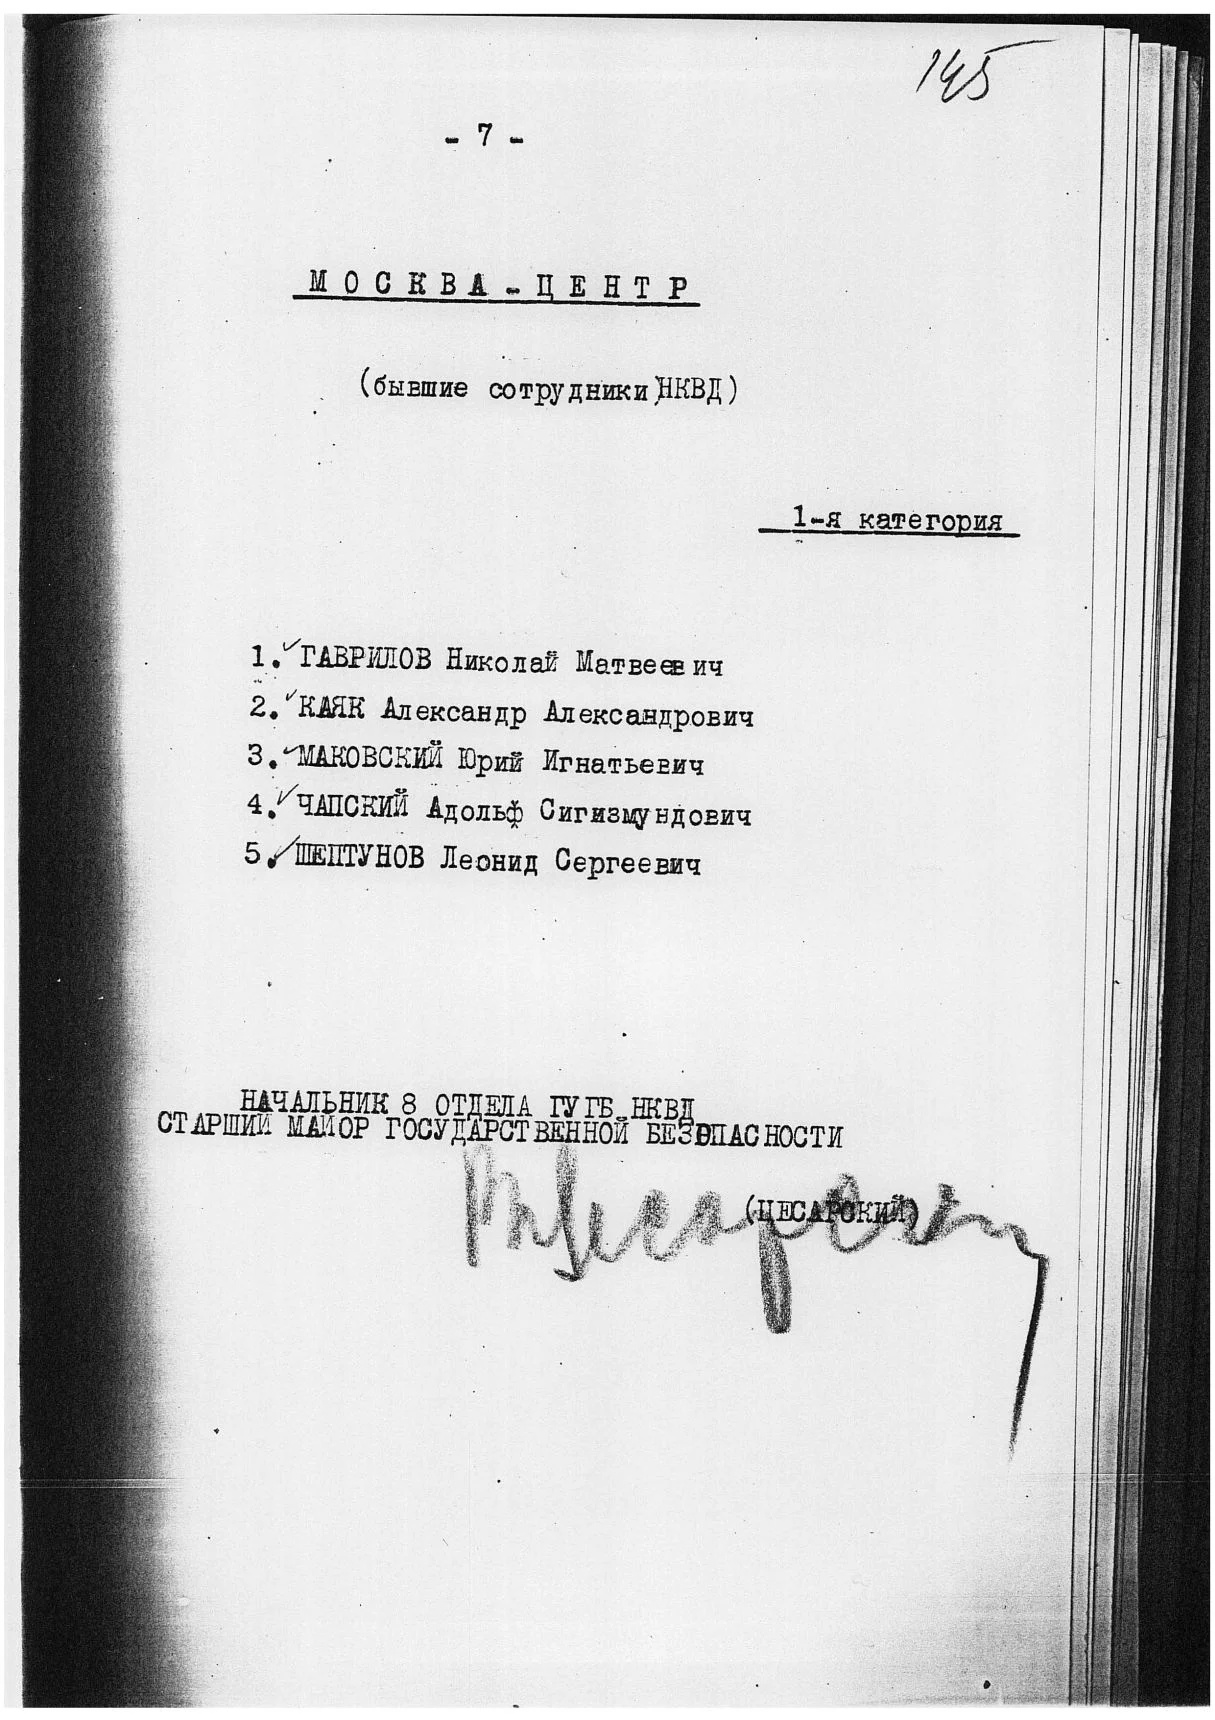 145
- 7 -
МОСКВА-ЦЕНТР
(бывшие сотрудники НКВД)
1-я категория
1. ГАВРИЛОВ Николай Матвеевич
2. КАЯК Александр Александрович
3. МАКОВСКИЙ Юрий Игнатьевич
4. ЧАПСКИЙ Адольф Сигизмундович
5. ШЕПТУНОВ Леонид Сергеевич
НАЧАЛЬНИК 8 ОТДЕЛА ГУГБ НКВД
СТАРШИЙ МАЙОР ГОСУДАРСТВЕННОЙ БЕЗОПАСНОСТИ
(ЦЕСАРСКИЙ)